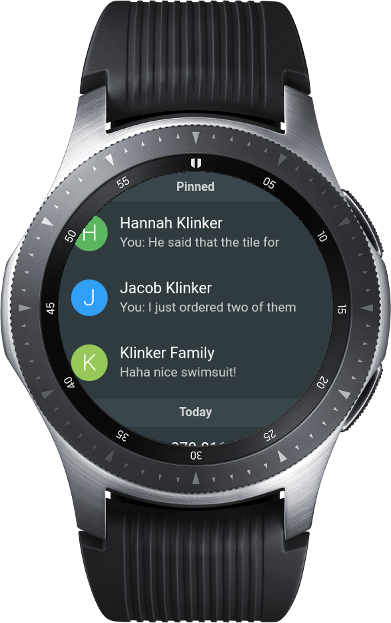 Pinned
Hannah Klinker
You: He said that the tile for
Jacob Klinker
You: I just ordered two of them
Klinker Family
Haha nice swimsuit!
Today
H
J
K
05
10
15
20
25
30
35
40
45
50
55